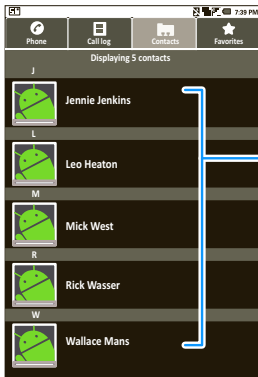 7:39 PM
Phone Call log Contacts Favorites
Displaying 5 contacts
J
Jennie Jenkins
L
Leo Heaton
M
Mick West
R
Rick Wasser
W
Wallace Mans